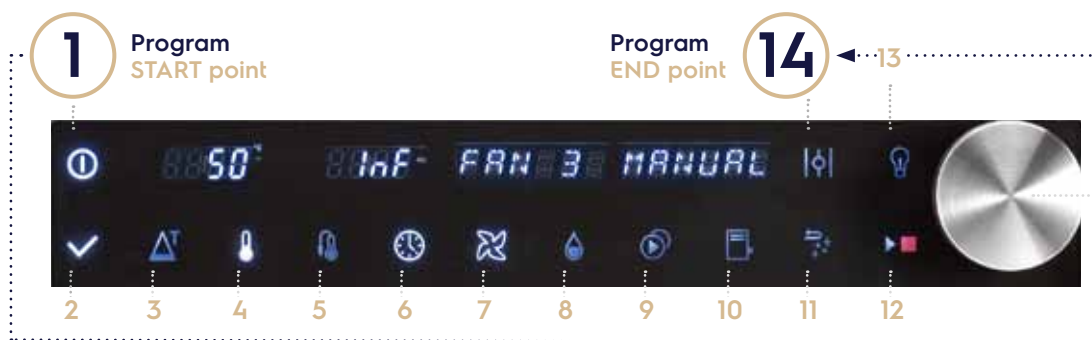 1 Program
START point
Program
END point 14 13
50° InF FAN 3 MANUAL
ΔT
2 3 4 5 6 7 8 9 10 11 12